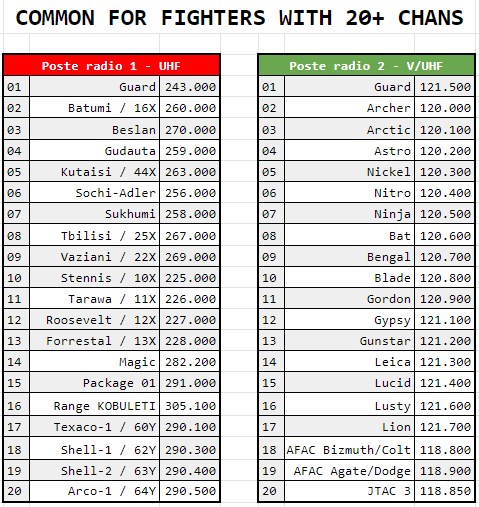 COMMON FOR FIGHTERS WITH 20+ CHANS
Poste radio 1 - UHF
01 Guard 243.000
02 Batumi / 16X 260.000
03 Beslan 270.000
04 Gudauta 259.000
05 Kutaisi / 44X 263.000
06 Sochi-Adler 256.000
07 Sukhumi 258.000
08 Tbilisi / 25X 267.000
09 Vaziani / 22X 269.000
10 Stennis / 10X 225.000
11 Tarawa / 11X 226.000
12 Roosevelt / 12X 227.000
13 Forrestal / 13X 228.000
14 Magic 282.200
15 Package 01 291.000
16 Range KOBULETI 305.100
17 Texaco-1 / 60Y 290.100
18 Shell-1 / 62Y 290.300
19 Shell-2 / 63Y 290.400
20 Arco-1 / 64Y 290.500
Poste radio 2 - V/UHF
01 Guard 121.500
02 Archer 120.000
03 Arctic 120.100
04 Astro 120.200
05 Nickel 120.300
06 Nitro 120.400
07 Ninja 120.500
08 Bat 120.600
09 Bengal 120.700
10 Blade 120.800
11 Gordon 120.900
12 Gypsy 121.100
13 Gunstar 121.200
14 Leica 121.300
15 Lucid 121.400
16 Lusty 121.600
17 Lion 121.700
18 AFAC Bizmuth/Colt 118.800
19 AFAC Agate/Dodge 118.900
20 JTAC 3 118.850